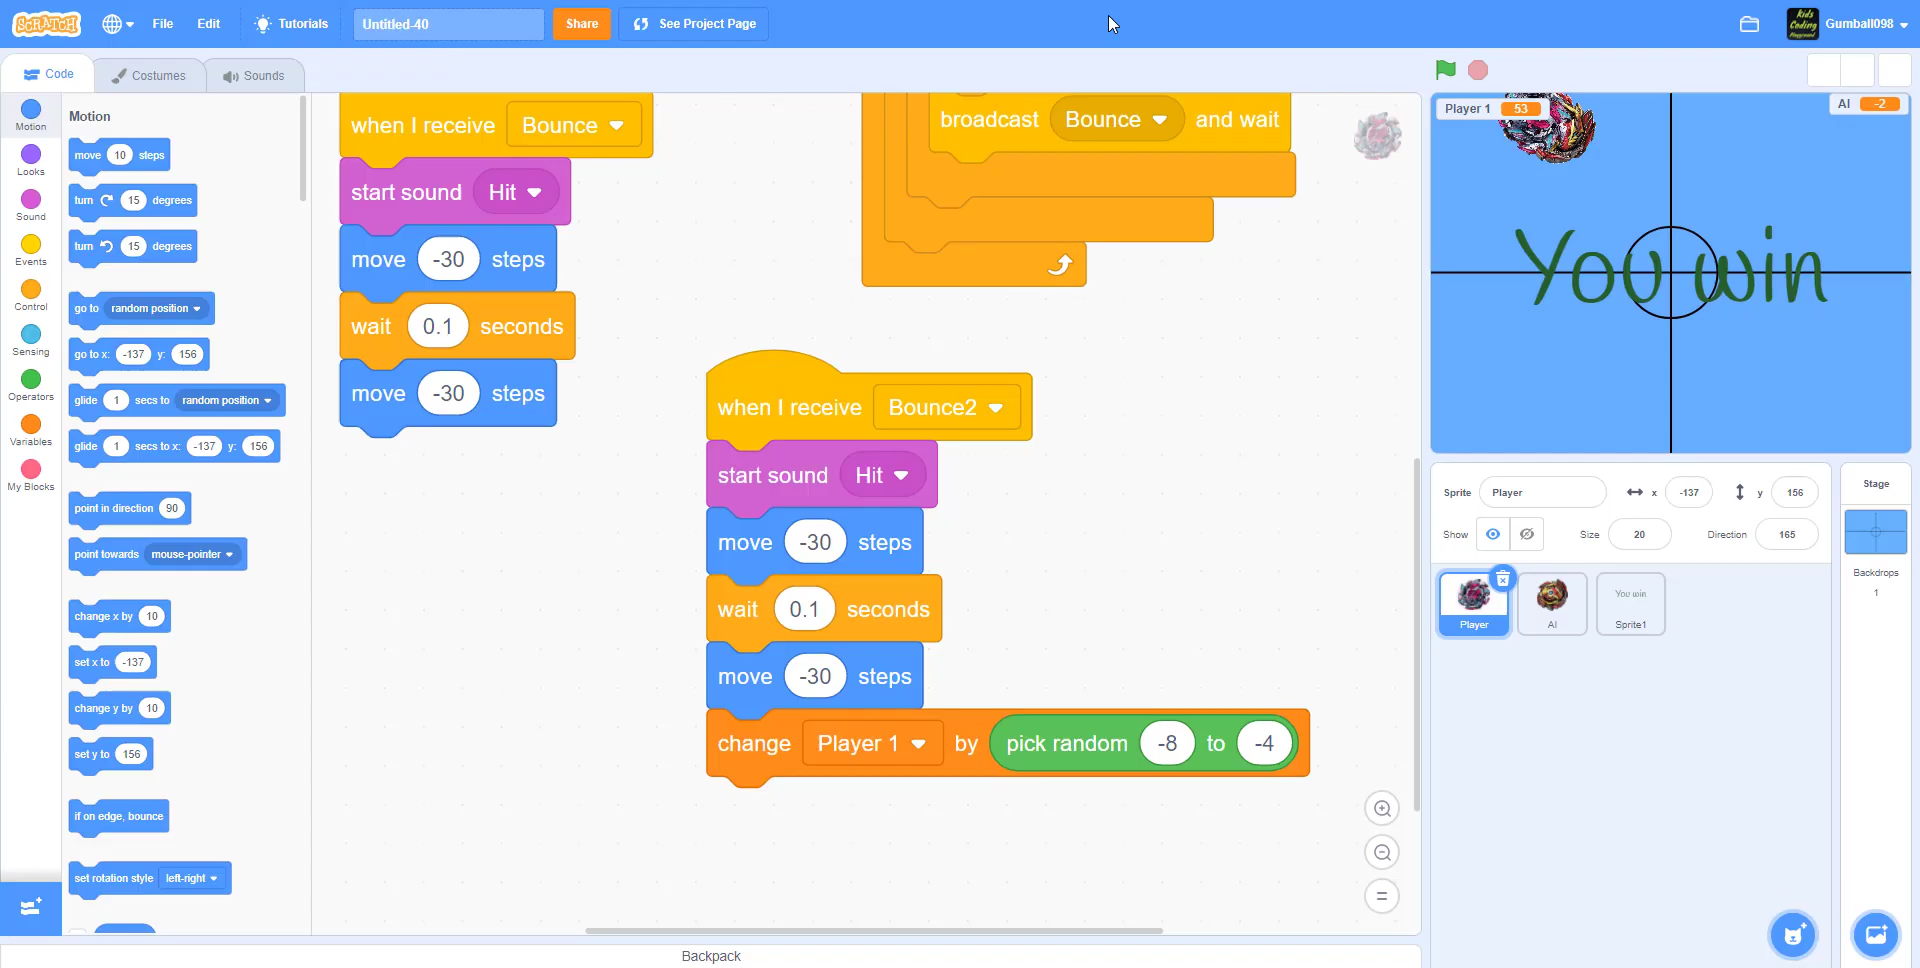 SCRATCH File Edit Tutorials Untitled-40 Share See Project Page Gumball098
Kids Coding Playground
Code Costumes Sounds
Motion
Looks
Sound
Events
Control
Sensing
Operators
Variables
My Blocks
Motion
move 10 steps
turn 15 degrees
turn 15 degrees
go to random position
go to x: -137 y: 156
glide 1 secs to random position
glide 1 secs to x: -137 y: 156
point in direction 90
point towards mouse-pointer
change x by 10
set x to -137
change y by 10
set y to 156
if on edge, bounce
set rotation style left-right
when I receive Bounce
start sound Hit
move -30 steps
wait 0.1 seconds
move -30 steps
broadcast Bounce and wait
when I receive Bounce2
start sound Hit
move -30 steps
wait 0.1 seconds
move -30 steps
change Player 1 by pick random -8 to -4
Backpack
Player 1 53
AI -2
You win
Sprite Player x -137 y 156
Show Size 20 Direction 165
Player
AI
You win
Sprite1
Stage
Backdrops
1